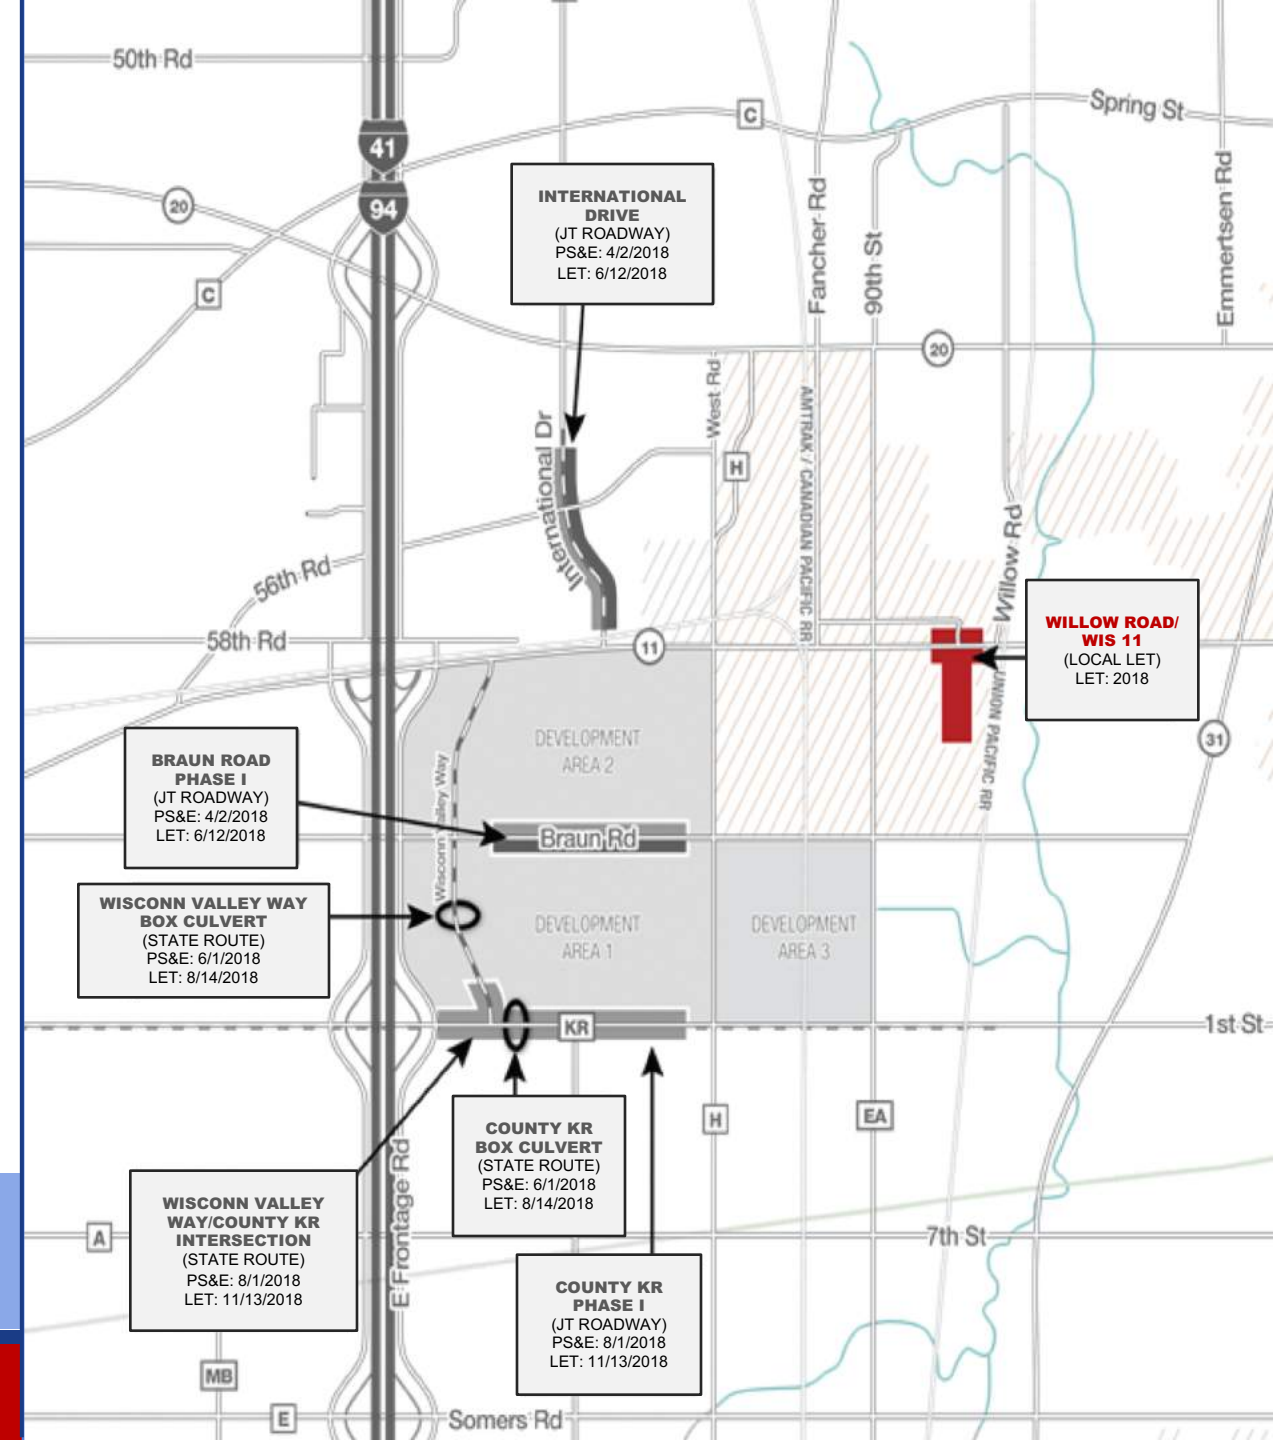 50th Rd
41
94
C
Spring St
20
C
INTERNATIONAL
DRIVE
(JT ROADWAY)
PS&E: 4/2/2018
LET: 6/12/2018
Fancher Rd
90th St
Emmertsen Rd
20
West Rd
International Dr
H
AMTRAK / CANADIAN PACIFIC RR
Willow Rd
56th Rd
58th Rd
11
WILLOW ROAD/
WIS 11
(LOCAL LET)
LET: 2018
UNION PACIFIC RR
31
DEVELOPMENT
AREA 2
Wisconn Valley Way
BRAUN ROAD
PHASE I
(JT ROADWAY)
PS&E: 4/2/2018
LET: 6/12/2018
Braun Rd
WISCONN VALLEY WAY
BOX CULVERT
(STATE ROUTE)
PS&E: 6/1/2018
LET: 8/14/2018
DEVELOPMENT
AREA 1
DEVELOPMENT
AREA 3
KR
1st St
COUNTY KR
BOX CULVERT
(STATE ROUTE)
PS&E: 6/1/2018
LET: 8/14/2018
H
EA
E Frontage Rd
WISCONN VALLEY
WAY/COUNTY KR
INTERSECTION
(STATE ROUTE)
PS&E: 8/1/2018
LET: 11/13/2018
A
7th St
COUNTY KR
PHASE I
(JT ROADWAY)
PS&E: 8/1/2018
LET: 11/13/2018
MB
E
Somers Rd